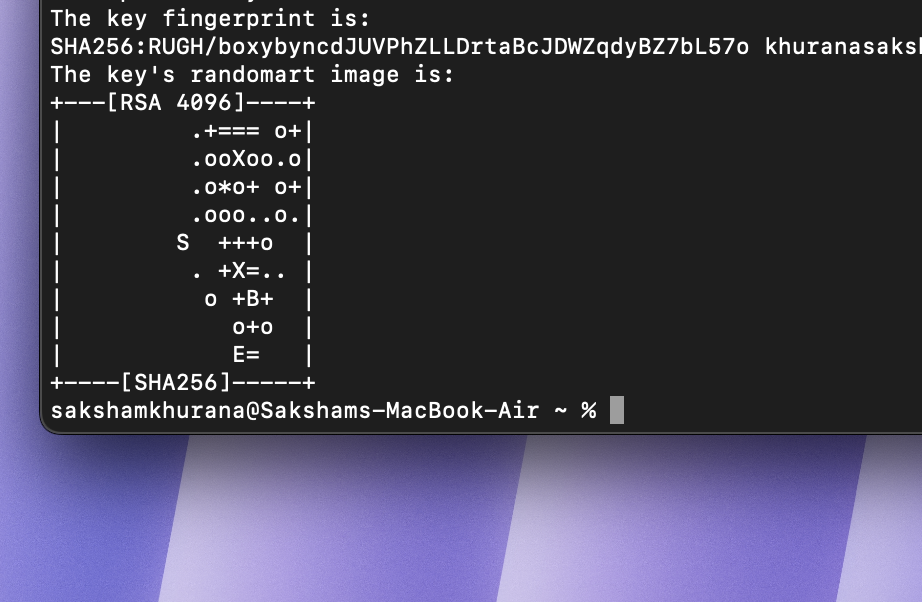 The key fingerprint is:
SHA256:RUGH/boxybyncdJUVPhZLLDrtaBcJDWZqdyBZ7bL57o khuranasaks
The key's randomart image is:
+---[RSA 4096]----+
|         .+=== o+|
|         .ooXoo.o|
|         .o*o+ o+|
|         .ooo..o.|
|        S  +++o  |
|         . +X=.. |
|          o +B+  |
|            o+o  |
|            E=   |
+----[SHA256]-----+
sakshamkhurana@Sakshams-MacBook-Air ~ %